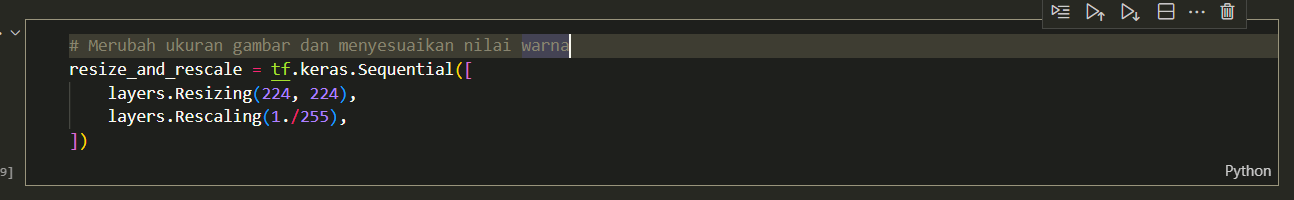 # Merubah ukuran gambar dan menyesuaikan nilai warna
resize_and_rescale = tf.keras.Sequential([
    layers.Resizing(224, 224),
    layers.Rescaling(1./255),
])
9]
Python